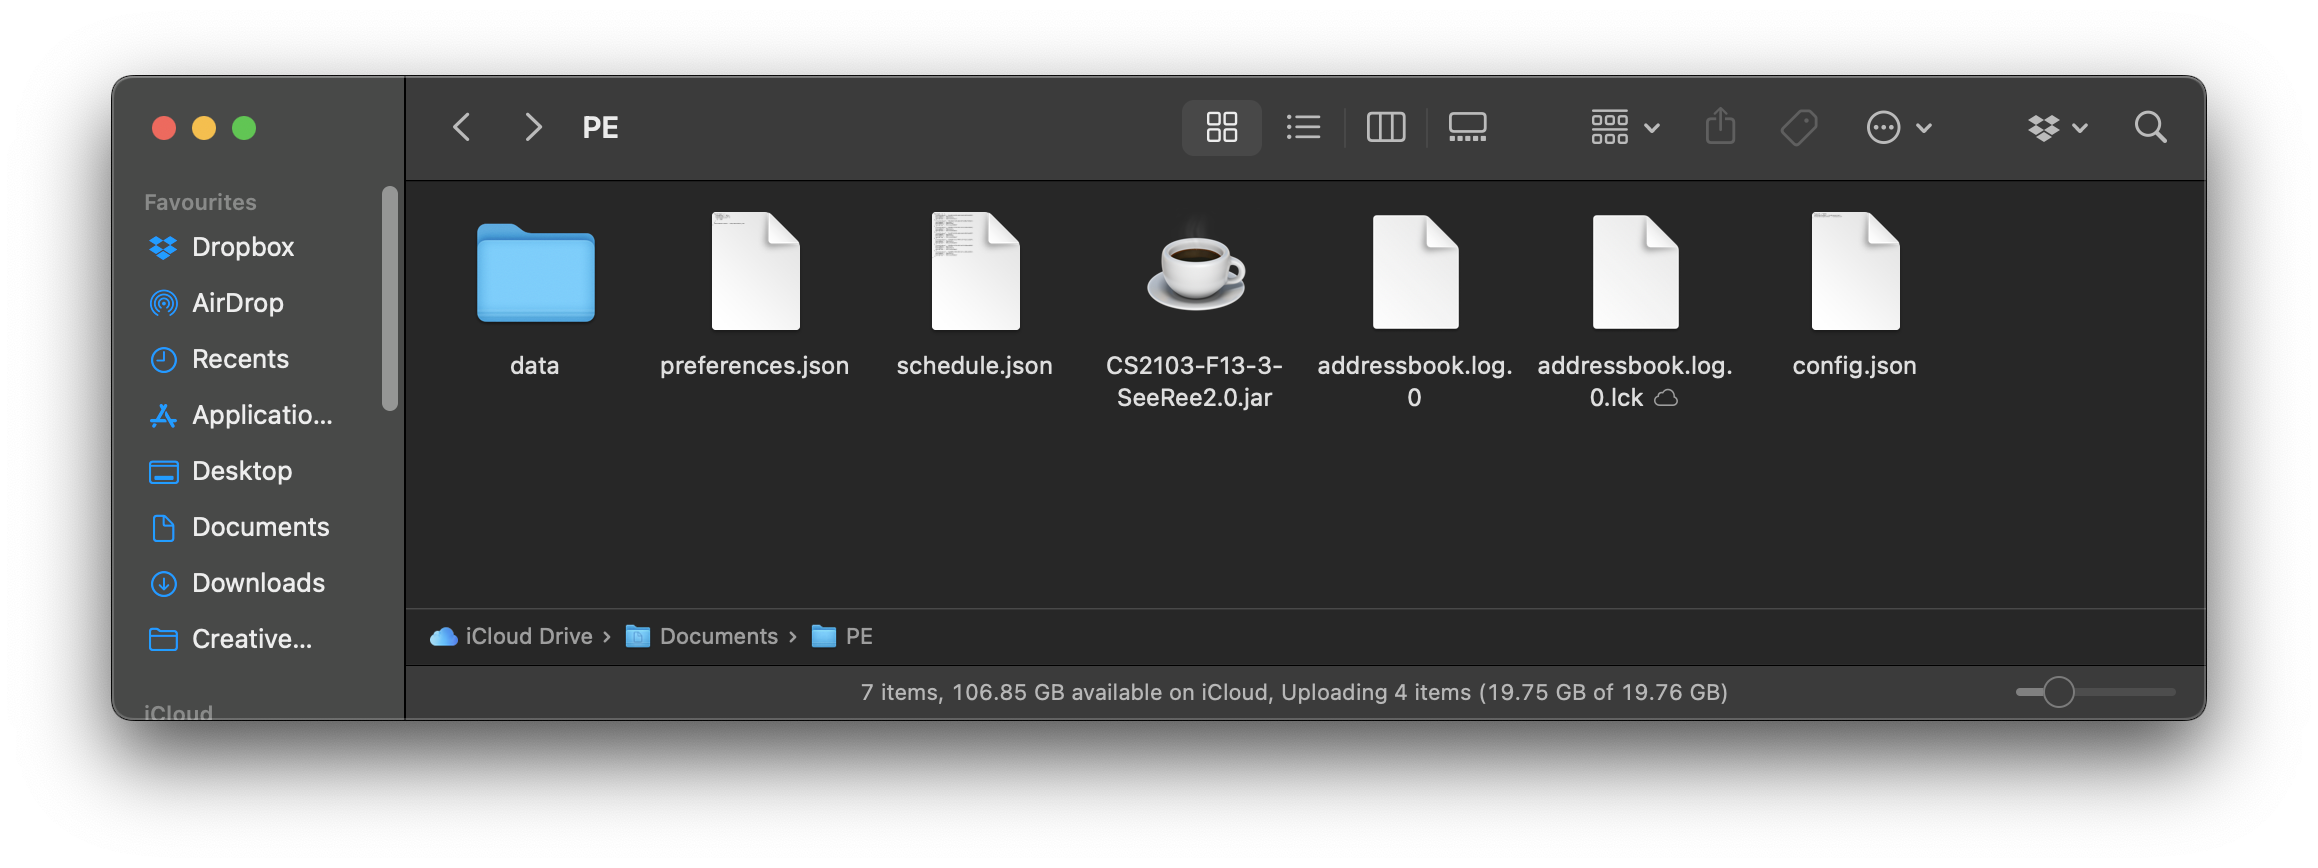 PE
Favourites
Dropbox
AirDrop
Recents
Applicatio...
Desktop
Documents
Downloads
Creative...
iCloud
data
preferences.json
schedule.json
CS2103-F13-3-
SeeRee2.0.jar
addressbook.log.
0
addressbook.log.
0.lck
config.json
iCloud Drive › Documents › PE
7 items, 106.85 GB available on iCloud, Uploading 4 items (19.75 GB of 19.76 GB)